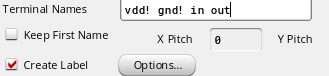 Terminal Names vdd! gnd! in out
Keep First Name X Pitch 0 Y Pitch
Create Label Options...